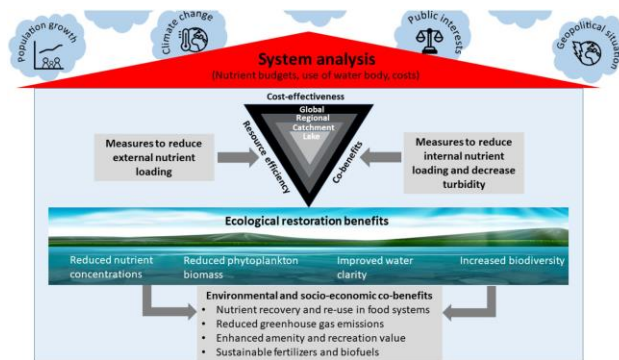 Population growth
Climate change
Public interests
Geopolitical situation
System analysis
(Nutrient budgets, use of water body, costs)
Cost-effectiveness
Global
Regional
Catchment
Lake
Resource efficiency
Co-benefits
Measures to reduce
external nutrient
loading
Measures to reduce
internal nutrient
loading and decrease
turbidity
Ecological restoration benefits
Reduced nutrient
concentrations
Reduced phytoplankton
biomass
Improved water
clarity
Increased biodiversity
Environmental and socio-economic co-benefits
• Nutrient recovery and re-use in food systems
• Reduced greenhouse gas emissions
• Enhanced amenity and recreation value
• Sustainable fertilizers and biofuels